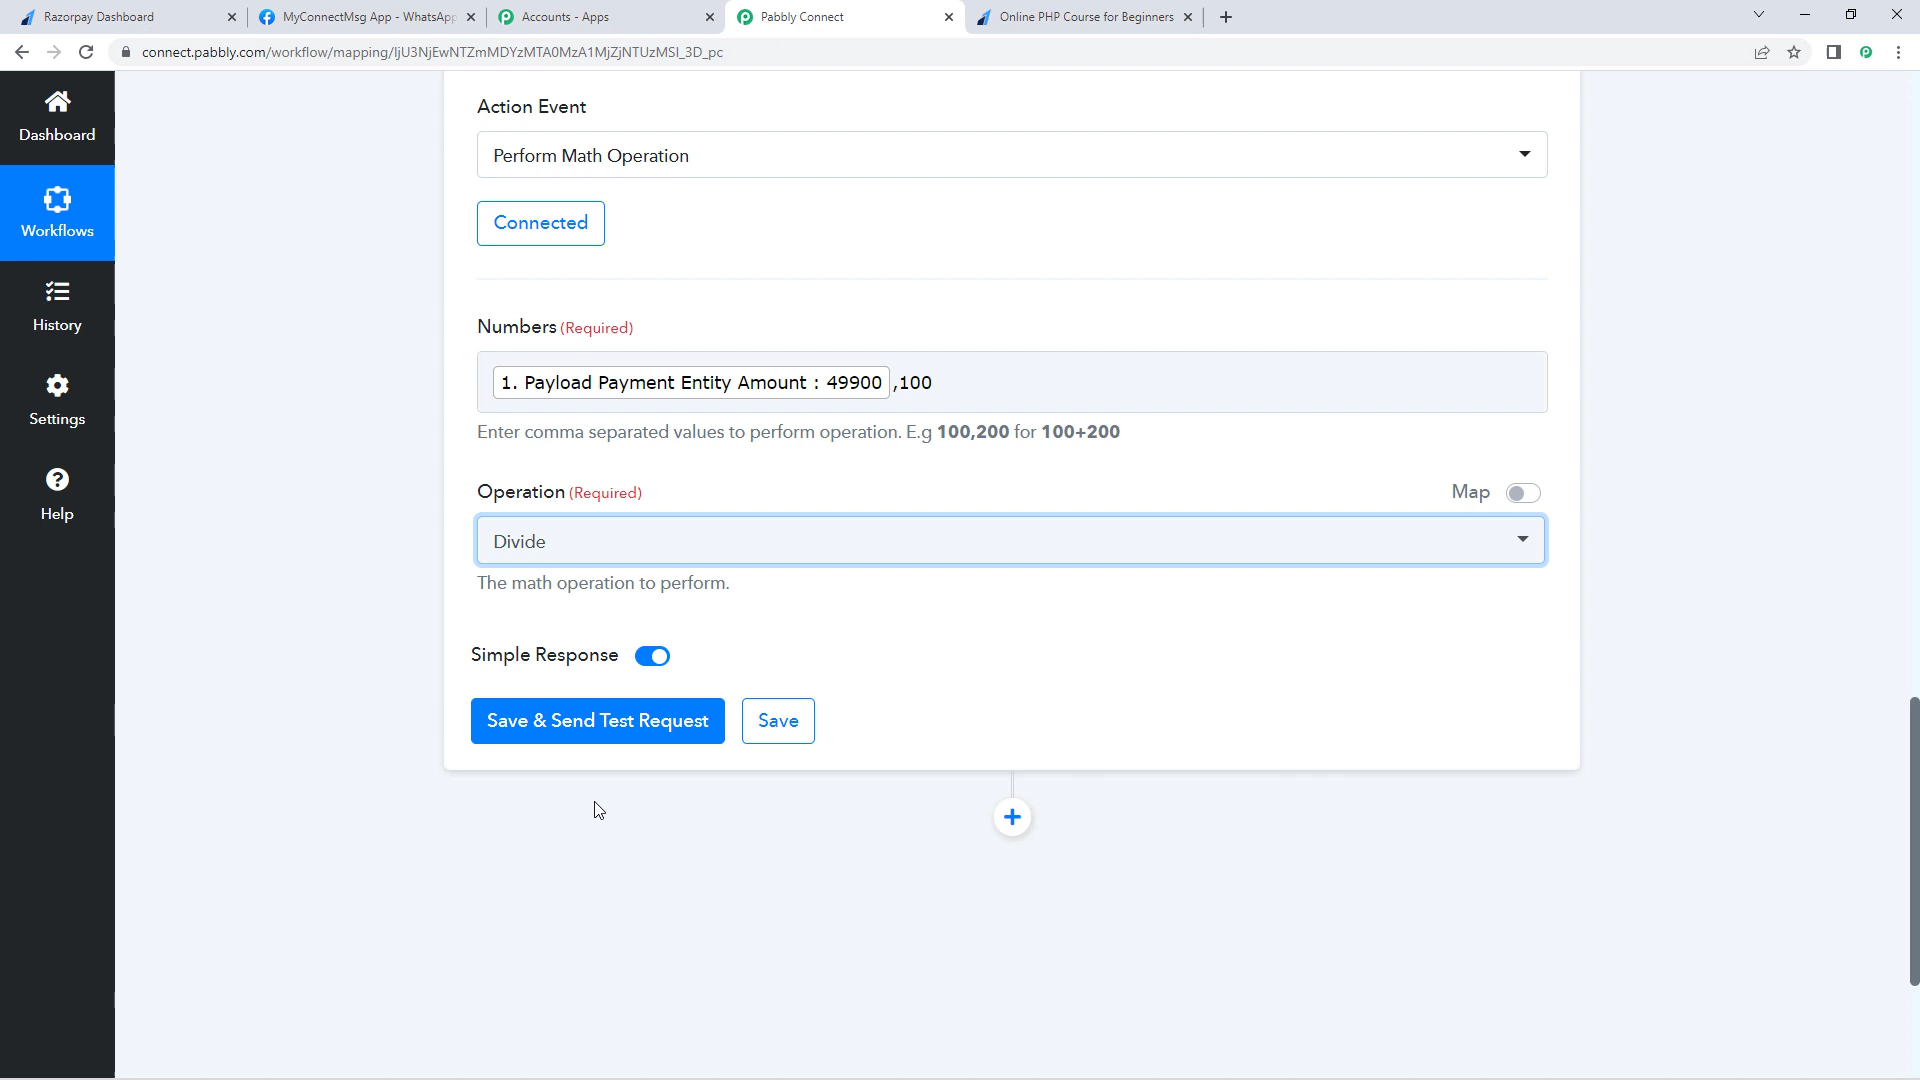 Razorpay Dashboard
MyConnectMsg App - WhatsApp
Accounts - Apps
Pabbly Connect
Online PHP Course for Beginners
connect.pabbly.com/workflow/mapping/IjU3NjEwNTZmMDYzMTA0MzA1MjZjNTUzMSI_3D_pc
Dashboard
Workflows
History
Settings
Help
Action Event
Perform Math Operation
Connected
Numbers (Required)
1. Payload Payment Entity Amount : 49900 ,100
Enter comma separated values to perform operation. E.g 100,200 for 100+200
Operation (Required)
Map
Divide
The math operation to perform.
Simple Response
Save & Send Test Request
Save